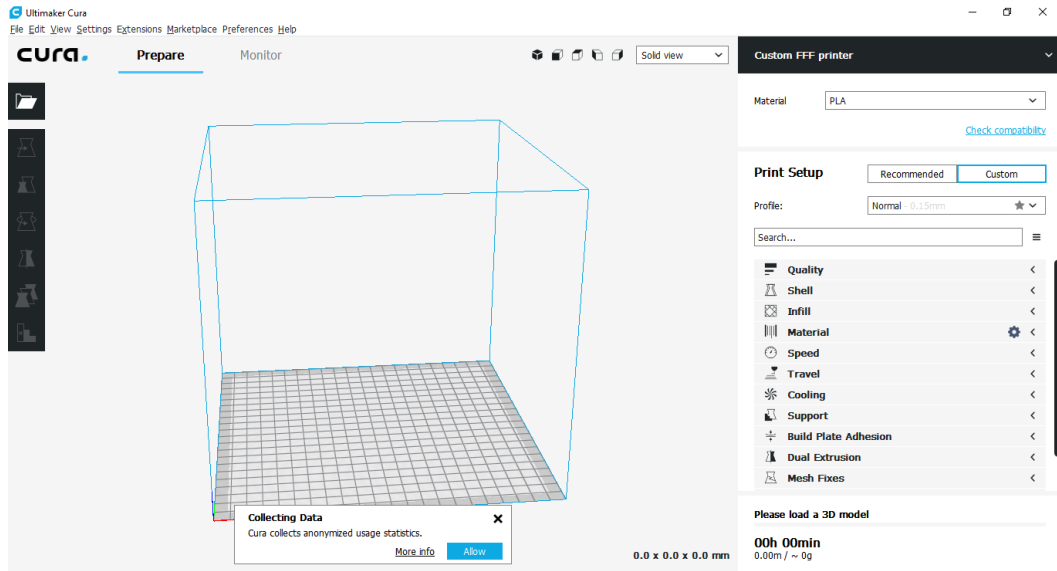 Ultimaker Cura
File Edit View Settings Extensions Marketplace Preferences Help
cura.
Prepare
Monitor
Solid view
Custom FFF printer
Material
PLA
Check compatibility
Print Setup
Recommended
Custom
Profile:
Normal - 0.15mm
Search...
Quality
Shell
Infill
Material
Speed
Travel
Cooling
Support
Build Plate Adhesion
Dual Extrusion
Mesh Fixes
Collecting Data
Cura collects anonymized usage statistics.
More info
Allow
0.0 x 0.0 x 0.0 mm
Please load a 3D model
00h 00min
0.00m / ~ 0g